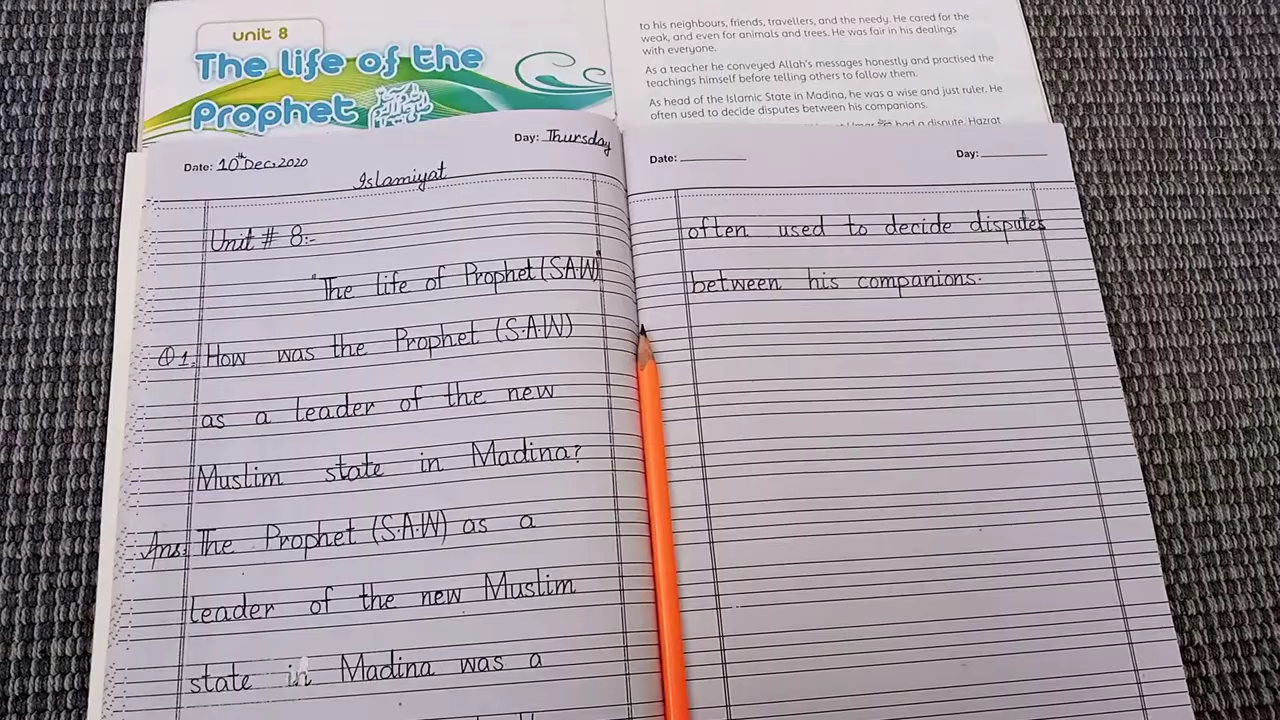 unit 8
The life of the
Prophet
to his neighbours, friends, travellers, and the needy. He cared for the
weak, and even for animals and trees. He was fair in his dealings
with everyone.
As a teacher he conveyed Allah's messages honestly and practised the
teachings himself before telling others to follow them.
As head of the Islamic State in Madina, he was a wise and just ruler. He
often used to decide disputes between his companions.
had a dispute. Hazrat
Day: Thursday
Date: 10th Dec, 2020
Islamiyat
Unit # 8:-
"The life of Prophet (S.A.W)"
Q1. How was the Prophet (S.A.W)
as a leader of the new
Muslim state in Madina?
Ans: The Prophet (S.A.W) as a
leader of the new Muslim
state in Madina was a
Date:
Day:
often used to decide disputes
between his companions.